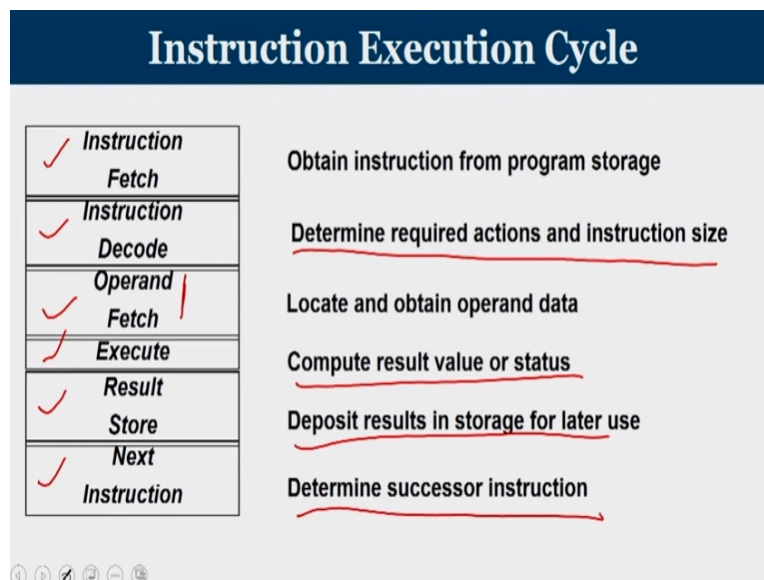 Instruction Execution Cycle
Instruction
Fetch
Obtain instruction from program storage
Instruction
Decode
Determine required actions and instruction size
Operand
Fetch
Locate and obtain operand data
Execute
Compute result value or status
Result
Store
Deposit results in storage for later use
Next
Instruction
Determine successor instruction